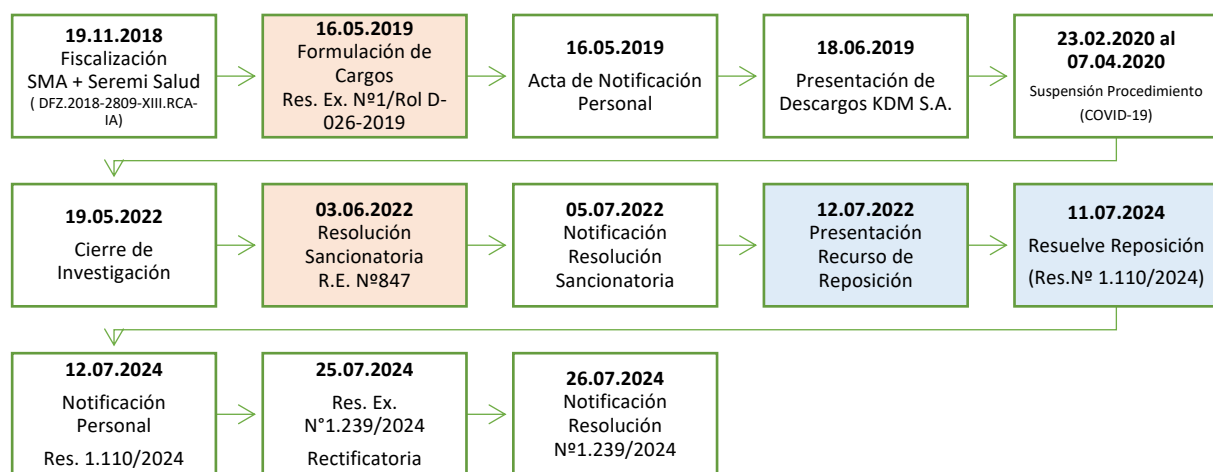 19.11.2018
Fiscalización
SMA + Seremi Salud
( DFZ.2018-2809-XIII.RCA-
IA)
16.05.2019
Formulación de
Cargos
Res. Ex. Nº1/Rol D-
026-2019
16.05.2019
Acta de Notificación
Personal
18.06.2019
Presentación de
Descargos KDM S.A.
23.02.2020 al
07.04.2020
Suspensión Procedimiento
(COVID-19)
19.05.2022
Cierre de
Investigación
03.06.2022
Resolución
Sancionatoria
R.E. Nº847
05.07.2022
Notificación
Resolución
Sancionatoria
12.07.2022
Presentación
Recurso de
Reposición
11.07.2024
Resuelve Reposición
(Res.Nº 1.110/2024)
12.07.2024
Notificación
Personal
Res. 1.110/2024
25.07.2024
Res. Ex.
N°1.239/2024
Rectificatoria
26.07.2024
Notificación
Resolución
Nº1.239/2024